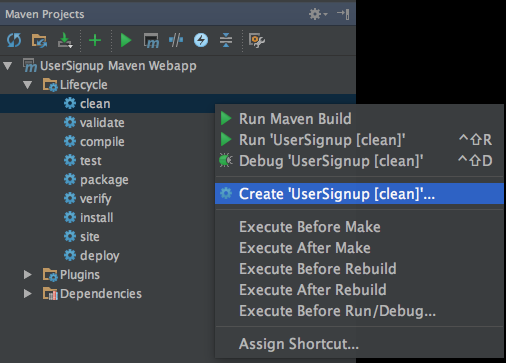 Maven Projects
UserSignup Maven Webapp
Lifecycle
clean
validate
compile
test
package
verify
install
site
deploy
Plugins
Dependencies
Run Maven Build
Run 'UserSignup [clean]' ^⇧R
Debug 'UserSignup [clean]' ^⇧D
Create 'UserSignup [clean]'...
Execute Before Make
Execute After Make
Execute Before Rebuild
Execute After Rebuild
Execute Before Run/Debug...
Assign Shortcut...